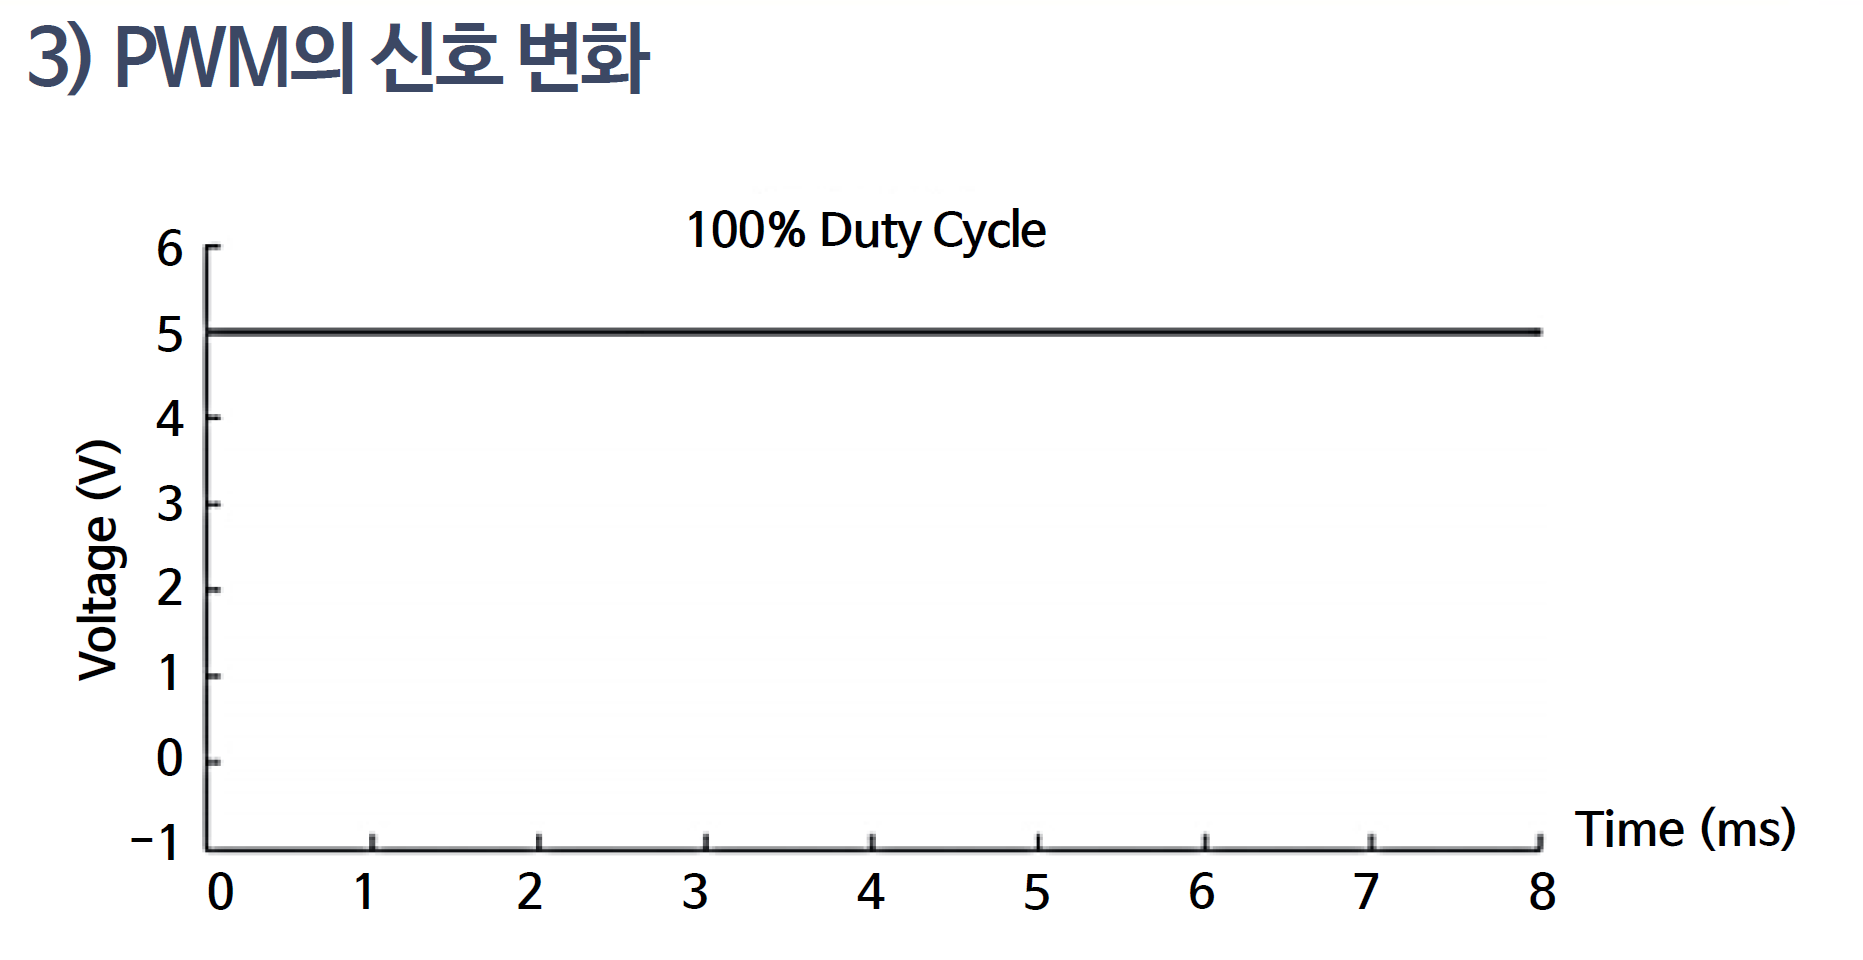 3) PWM의 신호 변화
100% Duty Cycle
6
5
4
3
2
1
0
-1
Voltage (V)
0 1 2 3 4 5 6 7 8
Time (ms)